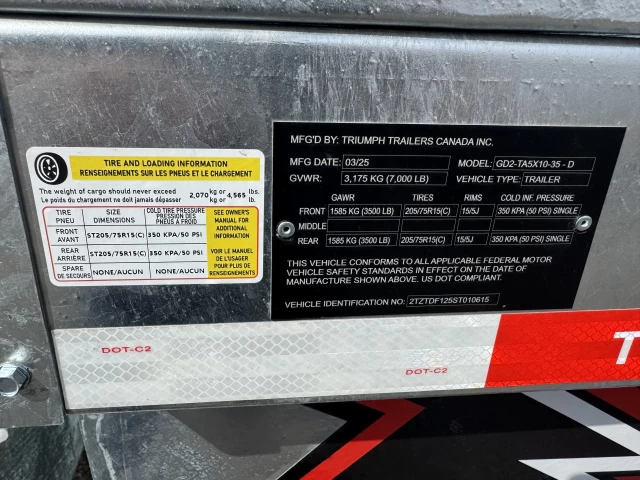 TIRE AND LOADING INFORMATION
RENSEIGNEMENTS SUR LES PNEUS ET LE CHARGEMENT
The weight of cargo should never exceed 2,070 kg or 4,565 lbs.
Le poids du chargement ne doit jamais dépasser kg or lb.
TIRE PNEU SIZE DIMENSIONS COLD TIRE PRESSURE PRESSION DES PNEUS À FROID
FRONT AVANT ST205/75R15(C) 350 KPA/50 PSI
REAR ARRIÈRE ST205/75R15(C) 350 KPA/50 PSI
SPARE DE SECOURS NONE/AUCUN NONE/AUCUN
SEE OWNER'S
MANUAL FOR
ADDITIONAL
INFORMATION
VOIR LE MANUEL
DE L'USAGER
POUR PLUS DE
RENSEIGNEMENTS
MFG'D BY: TRIUMPH TRAILERS CANADA INC.
MFG DATE: 03/25 MODEL: GD2-TA5X10-35 - D
GVWR: 3,175 KG (7,000 LB) VEHICLE TYPE: TRAILER
GAWR TIRES RIMS COLD INF. PRESSURE
FRONT 1585 KG (3500 LB) 205/75R15(C) 15/5J 350 KPA (50 PSI) SINGLE
MIDDLE
REAR 1585 KG (3500 LB) 205/75R15(C) 15/5J 350 KPA (50 PSI) SINGLE
THIS VEHICLE CONFORMS TO ALL APPLICABLE FEDERAL MOTOR
VEHICLE SAFETY STANDARDS IN EFFECT ON THE DATE OF
MANUFACTURE SHOWN ABOVE. US DOT COMPLIANT.
VEHICLE IDENTIFICATION NO: 2TZTDF125ST010615
DOT-C2
DOT-C2
T